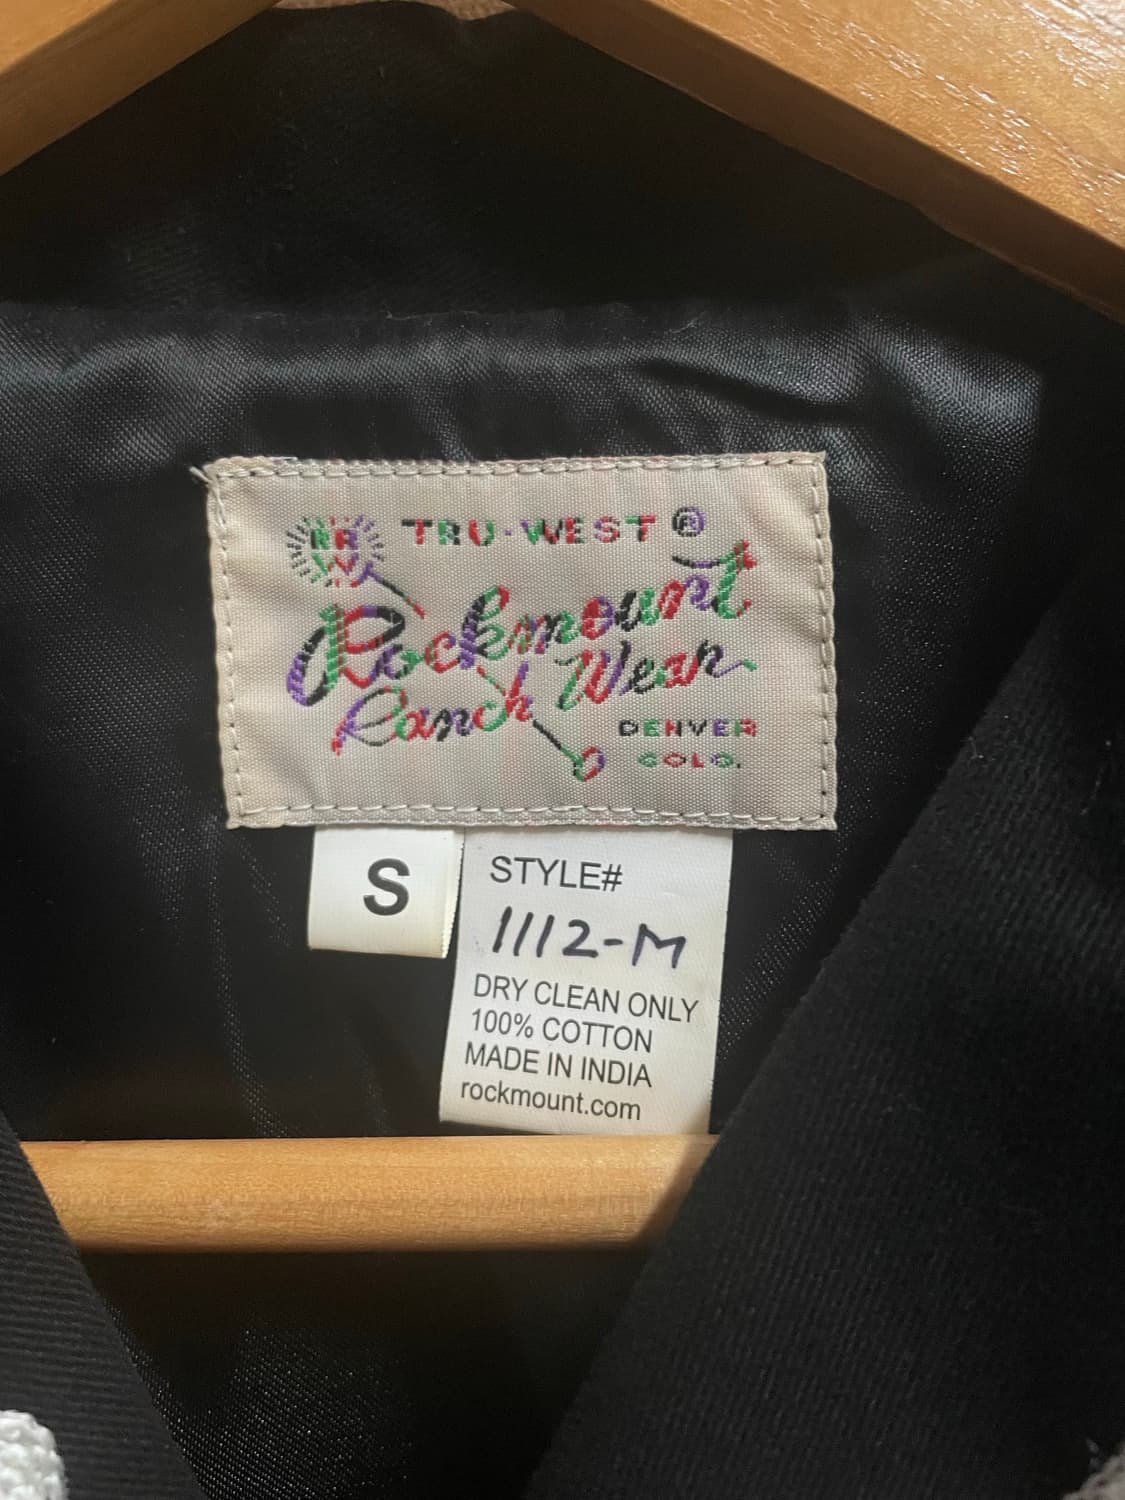 RR
W
TRU-WEST ®
Rockmount
Ranch Wear
DENVER
COLO.
S
STYLE#
1112-M
DRY CLEAN ONLY
100% COTTON
MADE IN INDIA
rockmount.com